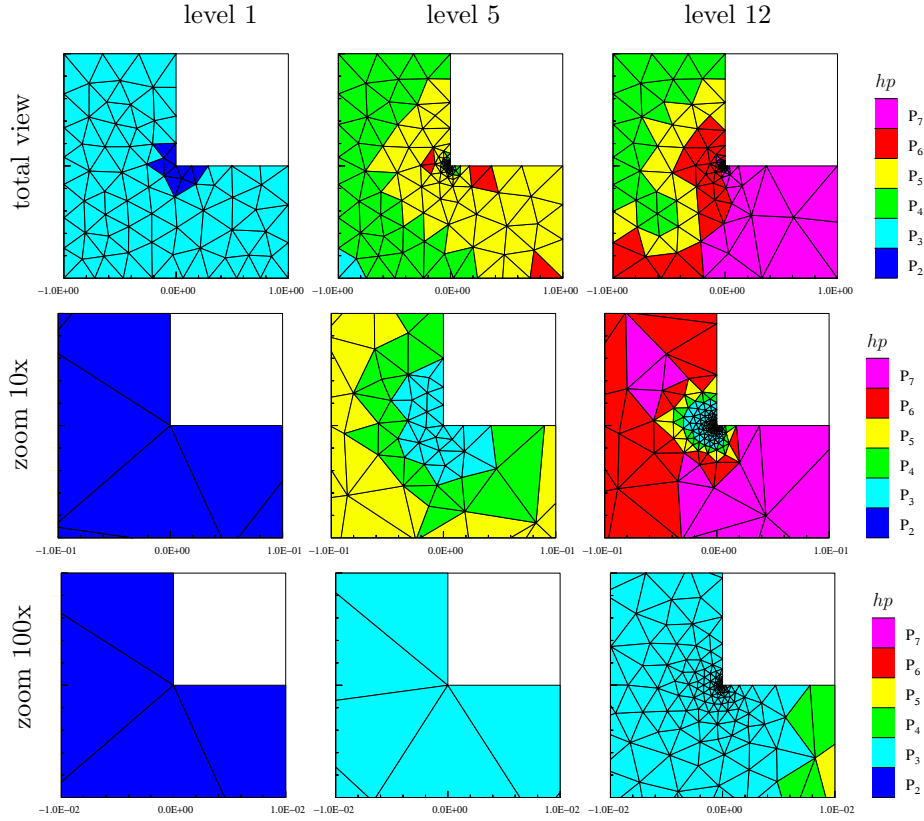 level 1 level 5 level 12
total view
hp
P7
P6
P5
P4
P3
P2
−1.0E+00 0.0E+00 1.0E+00 −1.0E+00 0.0E+00 1.0E+00 −1.0E+00 0.0E+00 1.0E+00
zoom 10x
hp
P7
P6
P5
P4
P3
P2
−1.0E−01 0.0E+00 1.0E−01 −1.0E−01 0.0E+00 1.0E−01 −1.0E−01 0.0E+00 1.0E−01
zoom 100x
hp
P7
P6
P5
P4
P3
P2
−1.0E−02 0.0E+00 1.0E−02 −1.0E−02 0.0E+00 1.0E−02 −1.0E−02 0.0E+00 1.0E−02